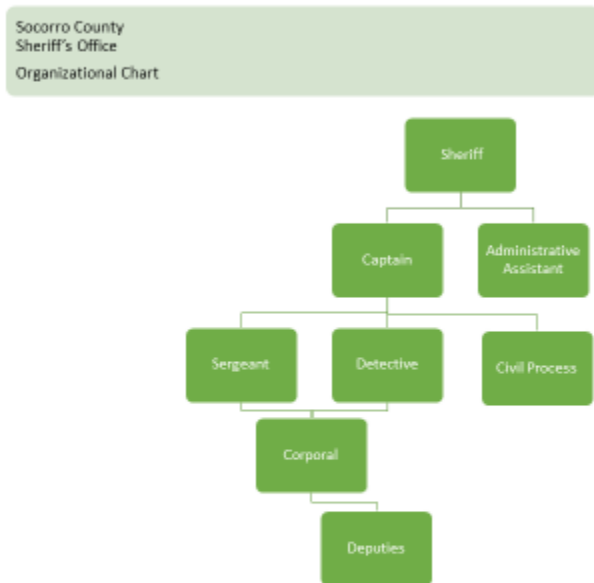 Socorro County
Sheriff's Office
Organizational Chart
Sheriff
Captain
Administrative
Assistant
Sergeant
Detective
Civil Process
Corporal
Deputies